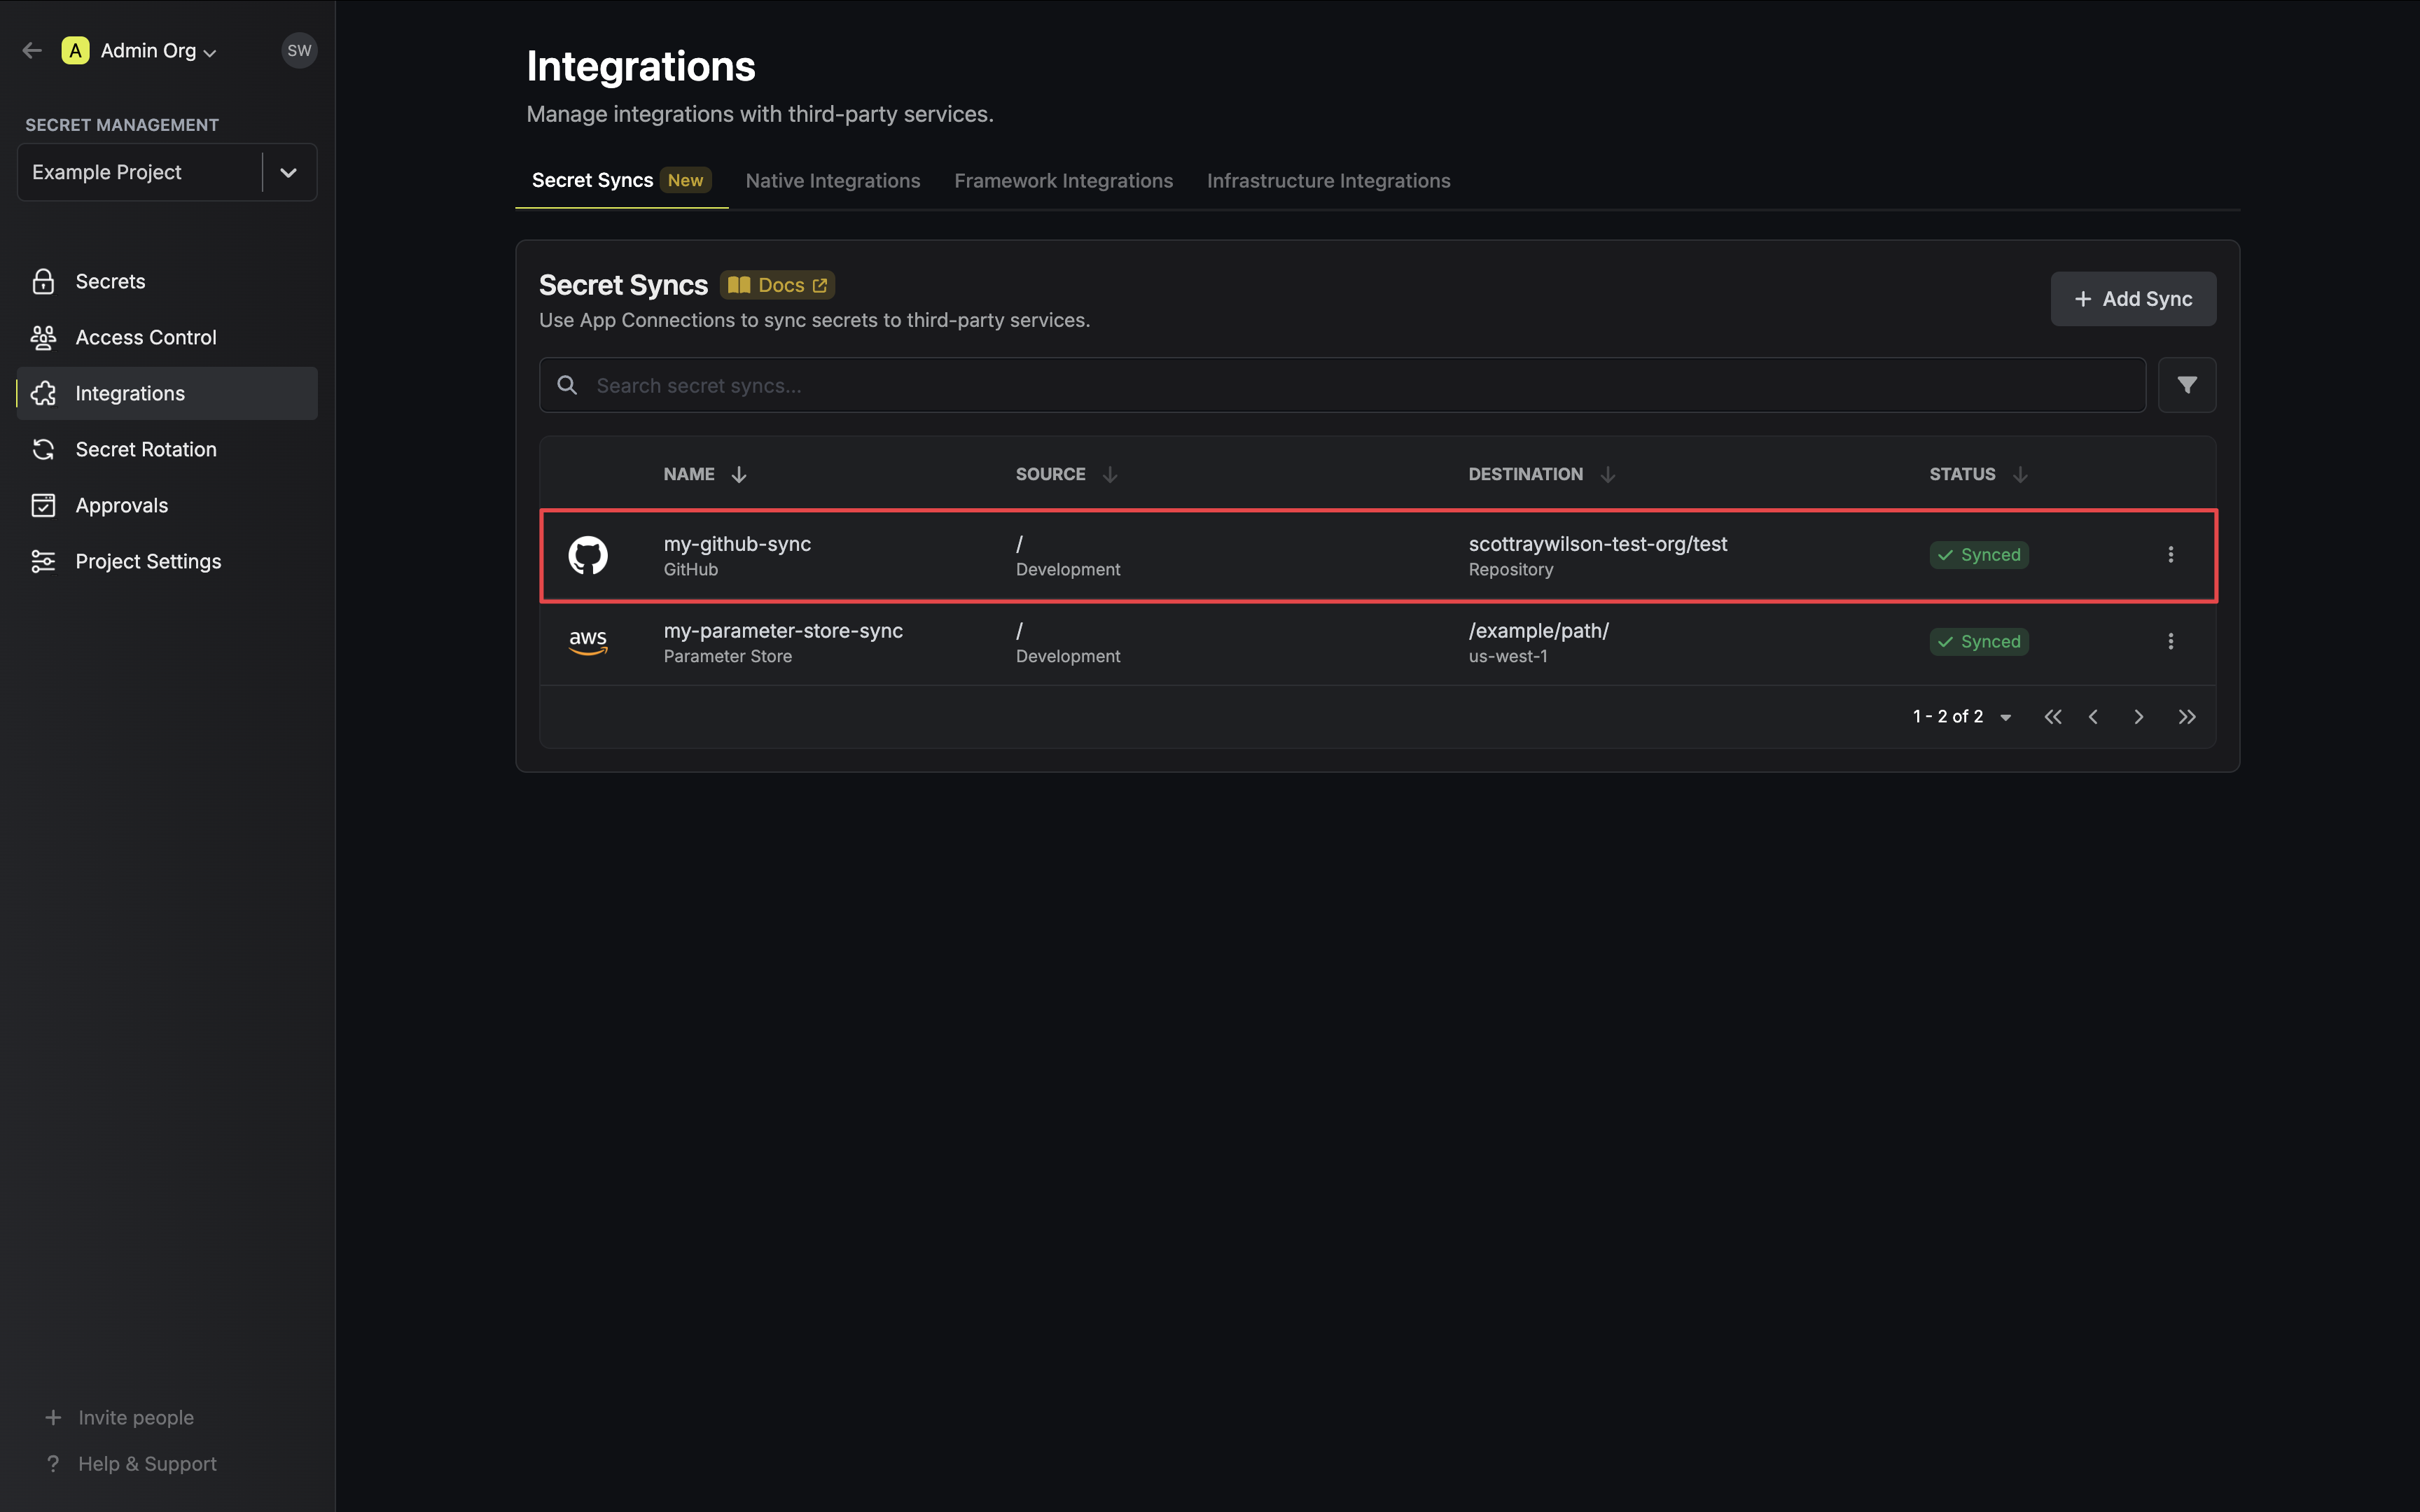 A Admin Org
SW
SECRET MANAGEMENT
Example Project
Secrets
Access Control
Integrations
Secret Rotation
Approvals
Project Settings
+ Invite people
? Help & Support
Integrations
Manage integrations with third-party services.
Secret Syncs New Native Integrations Framework Integrations Infrastructure Integrations
Secret Syncs Docs
Use App Connections to sync secrets to third-party services.
+ Add Sync
Search secret syncs...
NAME SOURCE DESTINATION STATUS
my-github-sync / scottraywilson-test-org/test Synced
GitHub Development Repository
aws my-parameter-store-sync / /example/path/ Synced
Parameter Store Development us-west-1
1 - 2 of 2